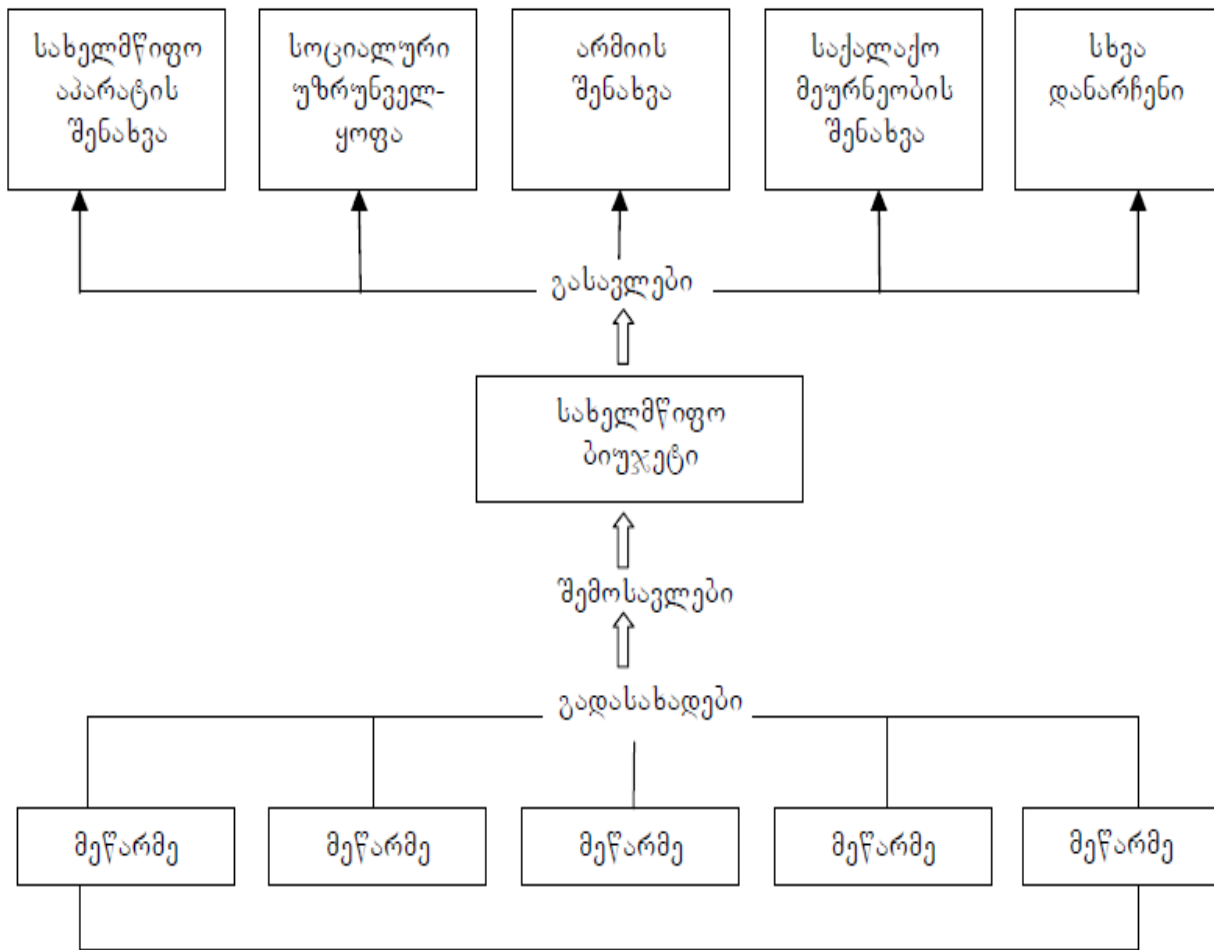 სახელმწიფო
აპარატის
შენახვა
სოციალური
უზრუნველ-
ყოფა
არმიის
შენახვა
საქალაქო
მეურნეობის
შენახვა
სხვა
დანარჩენი
გასავლები
სახელმწიფო
ბიუჯეტი
შემოსავლები
გადასახადები
მეწარმე
მეწარმე
მეწარმე
მეწარმე
მეწარმე